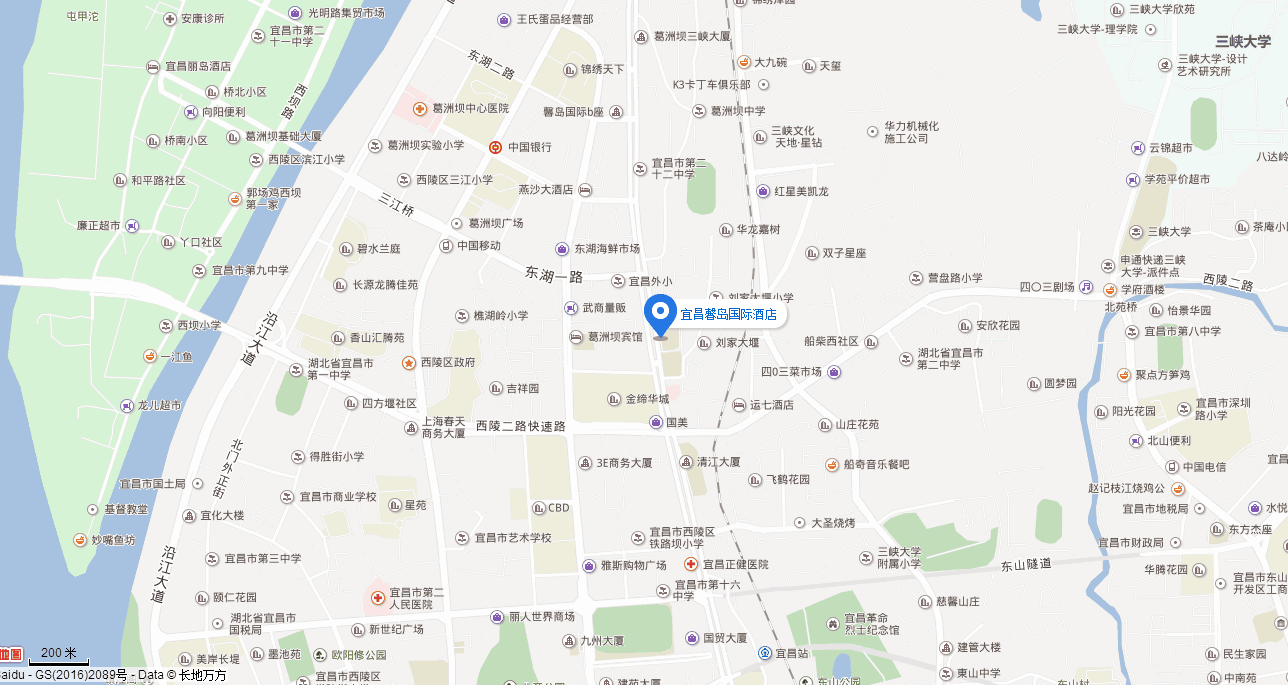 屯甲沱
安康诊所
光明路集贸市场
王氏蛋品经营部
锦绣泽园
三峡大学欣苑
宜昌市第二
十一中学
葛洲坝三峡大厦
三峡大学-理学院
三峡大学
东湖二路
宜昌丽岛酒店
锦绣天下
大九碗
天玺
三峡大学-设计
艺术研究所
桥北小区
西坝路
K3卡丁车俱乐部
向阳便利
葛洲坝中心医院
馨岛国际b座
葛洲坝中学
桥南小区
葛洲坝基础大厦
葛洲坝实验小学
中国银行
三峡文化
天地·星钻
华力机械化
施工公司
云锦超市
西陵区滨江小学
八达岭
和平路社区
西陵区三江小学
燕沙大酒店
宜昌市第二
十二中学
红星美凯龙
学苑平价超市
郭场鸡西坝
第一家
三江桥
廉正超市
葛洲坝广场
华龙嘉树
三峡大学
茶庵小
丫口社区
碧水兰庭
中国移动
东湖海鲜市场
双子星座
宜昌市第九中学
东湖一路
宜昌外小
营盘路小学
申通快递三峡
大学-派件点
西陵二路
长源龙腾佳苑
刘家大堰小学
四〇三剧场
学府酒楼
北苑桥
武商量贩
宜昌馨岛国际酒店
怡景花园
西坝小学
沿江大道
樵湖岭小学
安欣花园
宜昌市第八中学
香山汇腾苑
葛洲坝宾馆
刘家大堰
船柴西社区
一江鱼
湖北省宜昌市
第一中学
西陵区政府
湖北省宜昌市
第二中学
四0三菜市场
聚点方笋鸡
吉祥园
圆梦园
龙儿超市
四方堰社区
金缔华城
运七酒店
阳光花园
宜昌市深圳
路小学
上海春天
商务大厦
西陵二路快速路
国美
山庄花苑
北山便利
北门外正街
得胜街小学
3E商务大厦
清江大厦
船奇音乐餐吧
中国电信
宜昌
宜昌市国土局
飞鹤花园
赵记枝江烧鸡公
宜昌市商业学校
基督教堂
星苑
CBD
宜昌市地税局
水悦
宜化大楼
大圣烧烤
东方杰座
妙嘴鱼坊
宜昌市艺术学校
宜昌市西陵区
铁路坝小学
宜昌市财政局
沿江大道
宜昌市第三中学
雅斯购物广场
宜昌正健医院
三峡大学
附属小学
东山隧道
华腾花园
宜昌市东山
开发区工商
颐仁花园
宜昌市第二
人民医院
宜昌市第十六
中学
慈馨山庄
湖北省宜昌市
国税局
新世纪广场
丽人世界商场
九州大厦
国贸大厦
宜昌革命
烈士纪念馆
建管大楼
地图
200 米
美岸长堤
墨池苑
欧阳修公园
宜昌站
民生家园
東山中学
宜昌市西陵区
建苑大厦
东山公园
东山村
中南苑
Baidu - GS(2016)2089号 - Data © 长地万方